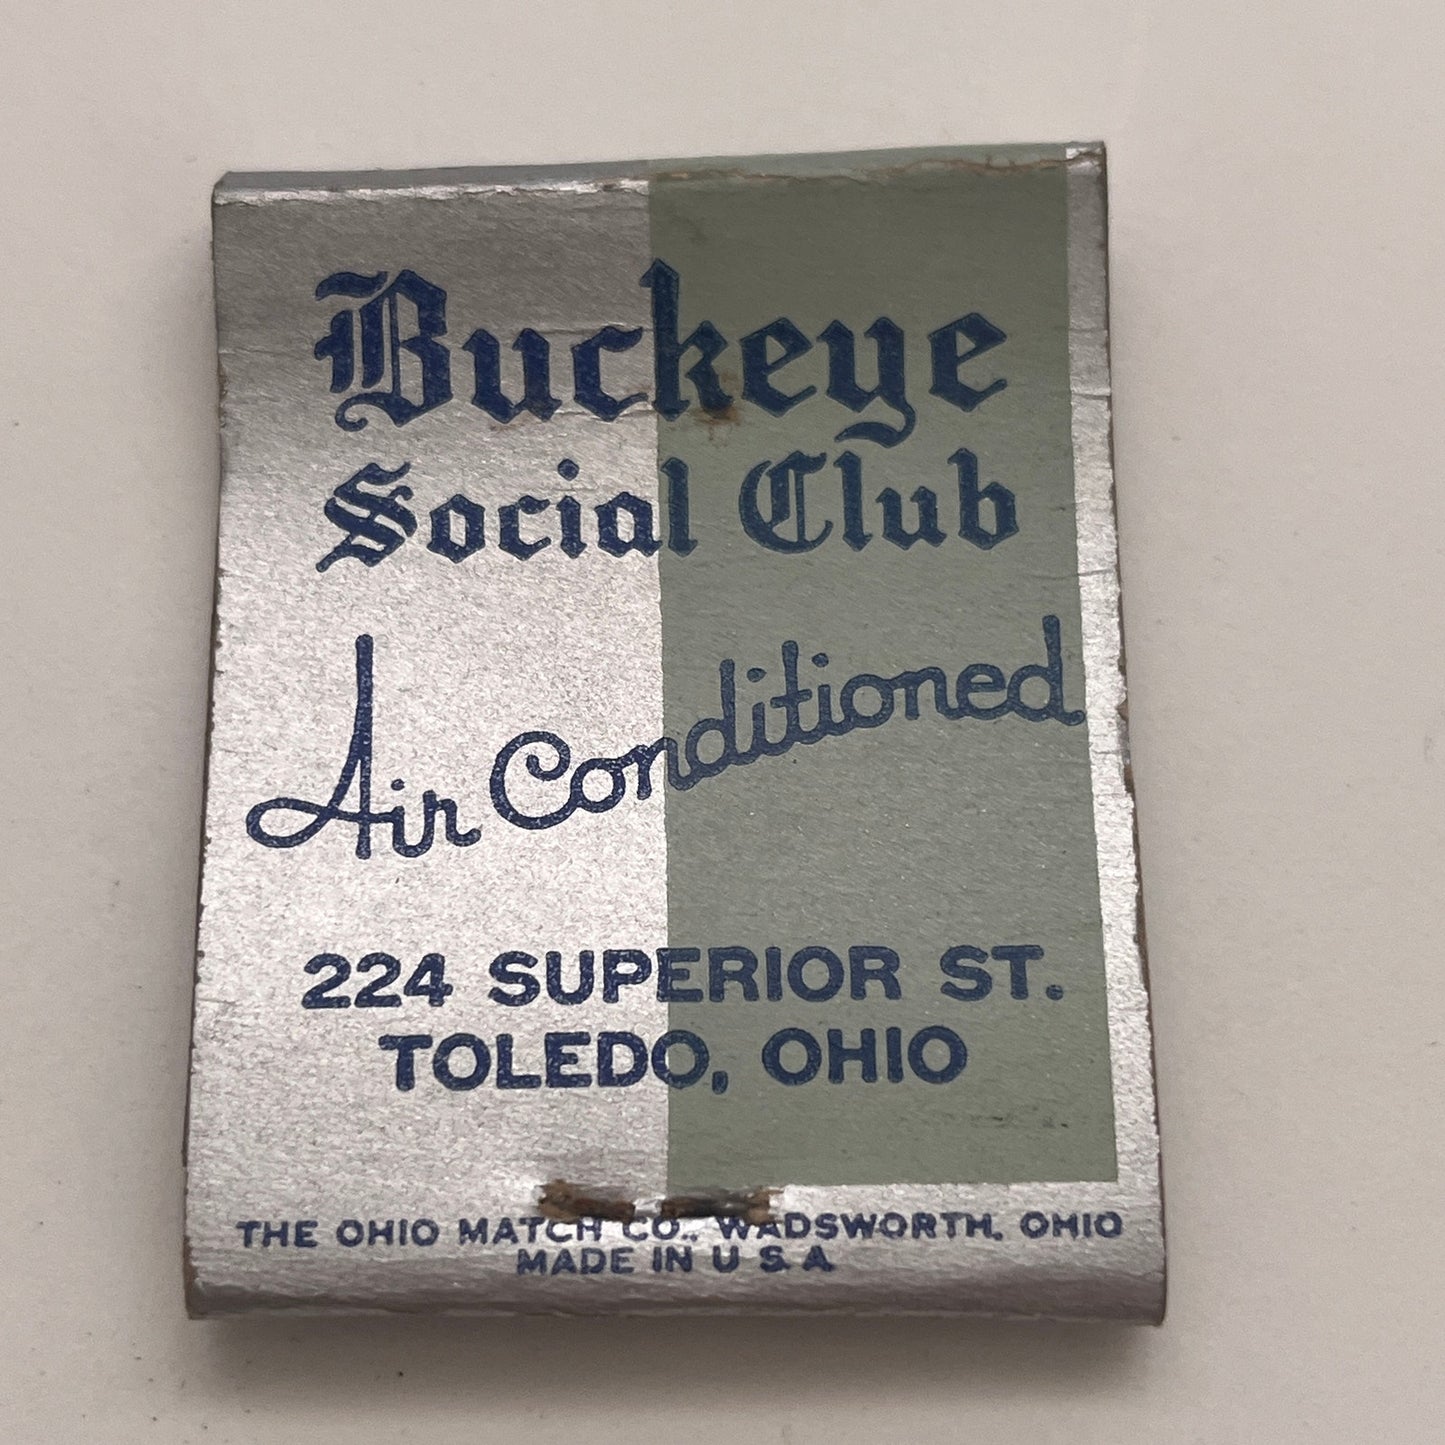 Buckeye
Social Club
Air Conditioned
224 SUPERIOR ST.
TOLEDO, OHIO
THE OHIO MATCH CO., WADSWORTH, OHIO
MADE IN U S A